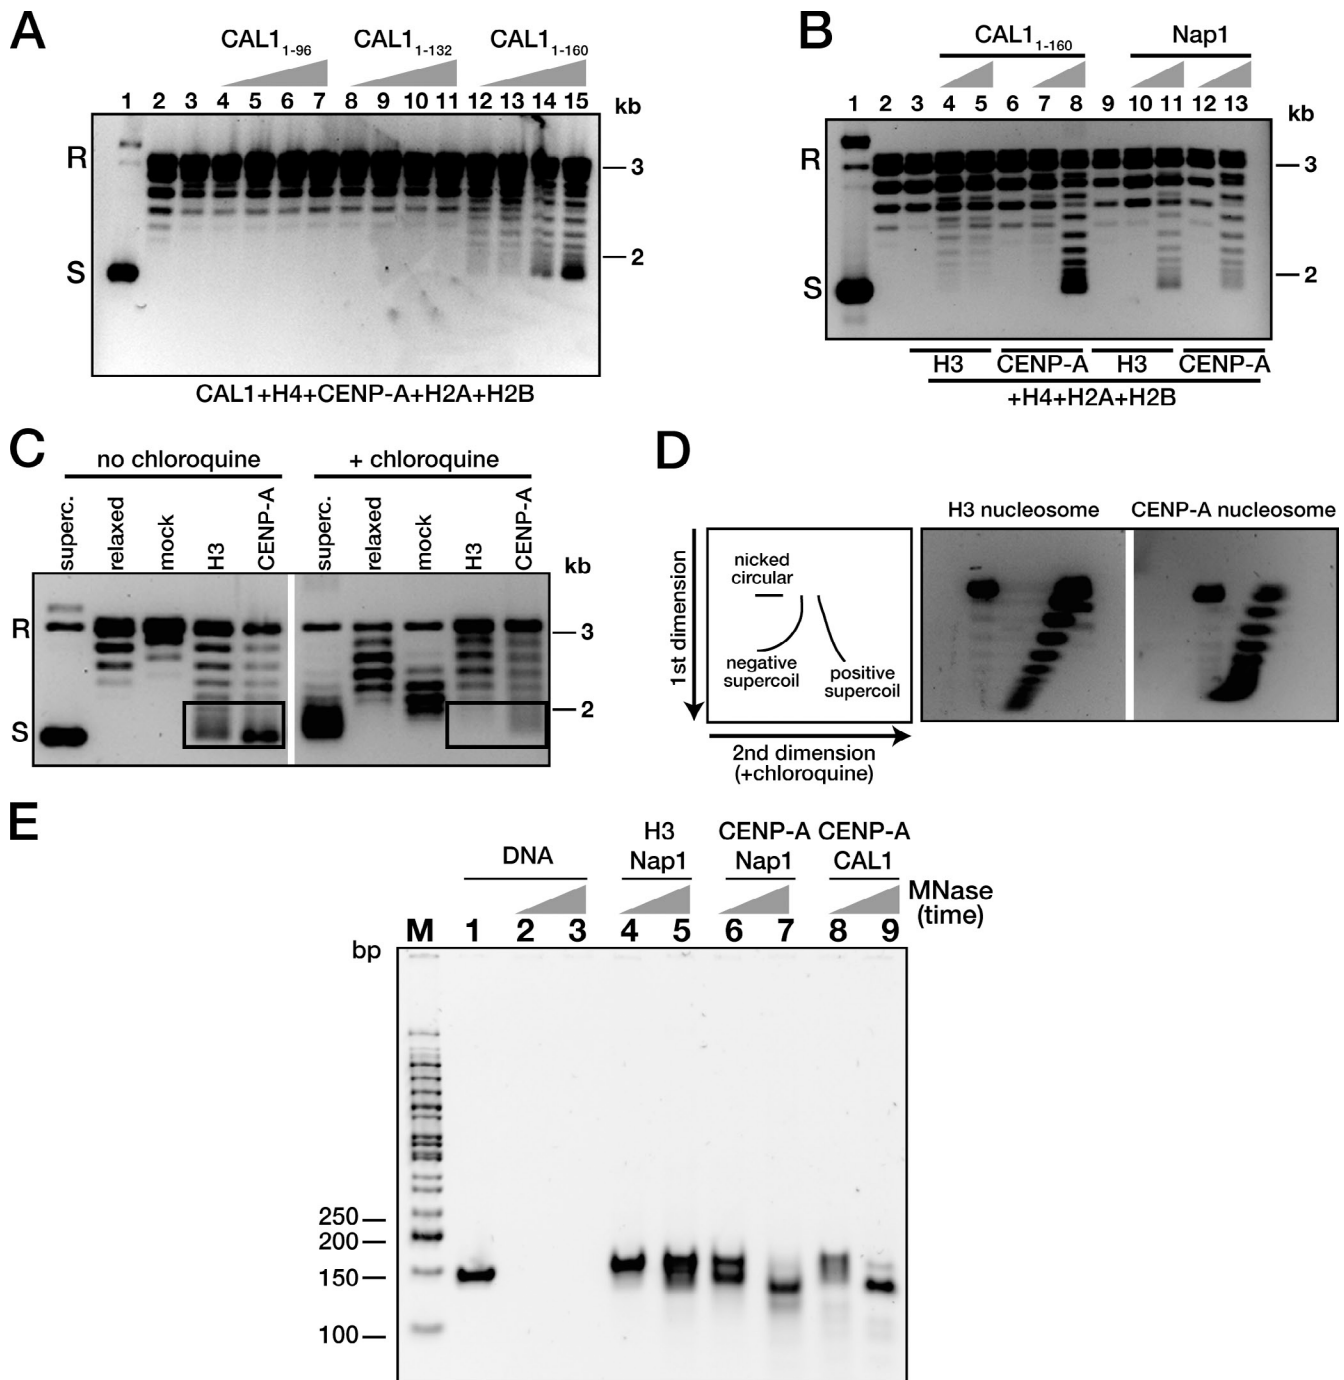 A
CAL1₁₋₉₆ CAL1₁₋₁₃₂ CAL1₁₋₁₆₀
1 2 3 4 5 6 7 8 9 10 11 12 13 14 15 kb
R
3
2
S
CAL1+H4+CENP-A+H2A+H2B
B
CAL1₁₋₁₆₀ Nap1
1 2 3 4 5 6 7 8 9 10 11 12 13 kb
R
3
2
S
H3 CENP-A H3 CENP-A
+H4+H2A+H2B
C
no chloroquine + chloroquine
superc. relaxed mock H3 CENP-A superc. relaxed mock H3 CENP-A kb
R
3
2
S
D
H3 nucleosome CENP-A nucleosome
1st dimension
nicked
circular
negative
supercoil
positive
supercoil
2nd dimension
(+chloroquine)
E
DNA H3 Nap1 CENP-A Nap1 CENP-A CAL1
MNase
(time)
M 1 2 3 4 5 6 7 8 9
bp
250
200
150
100